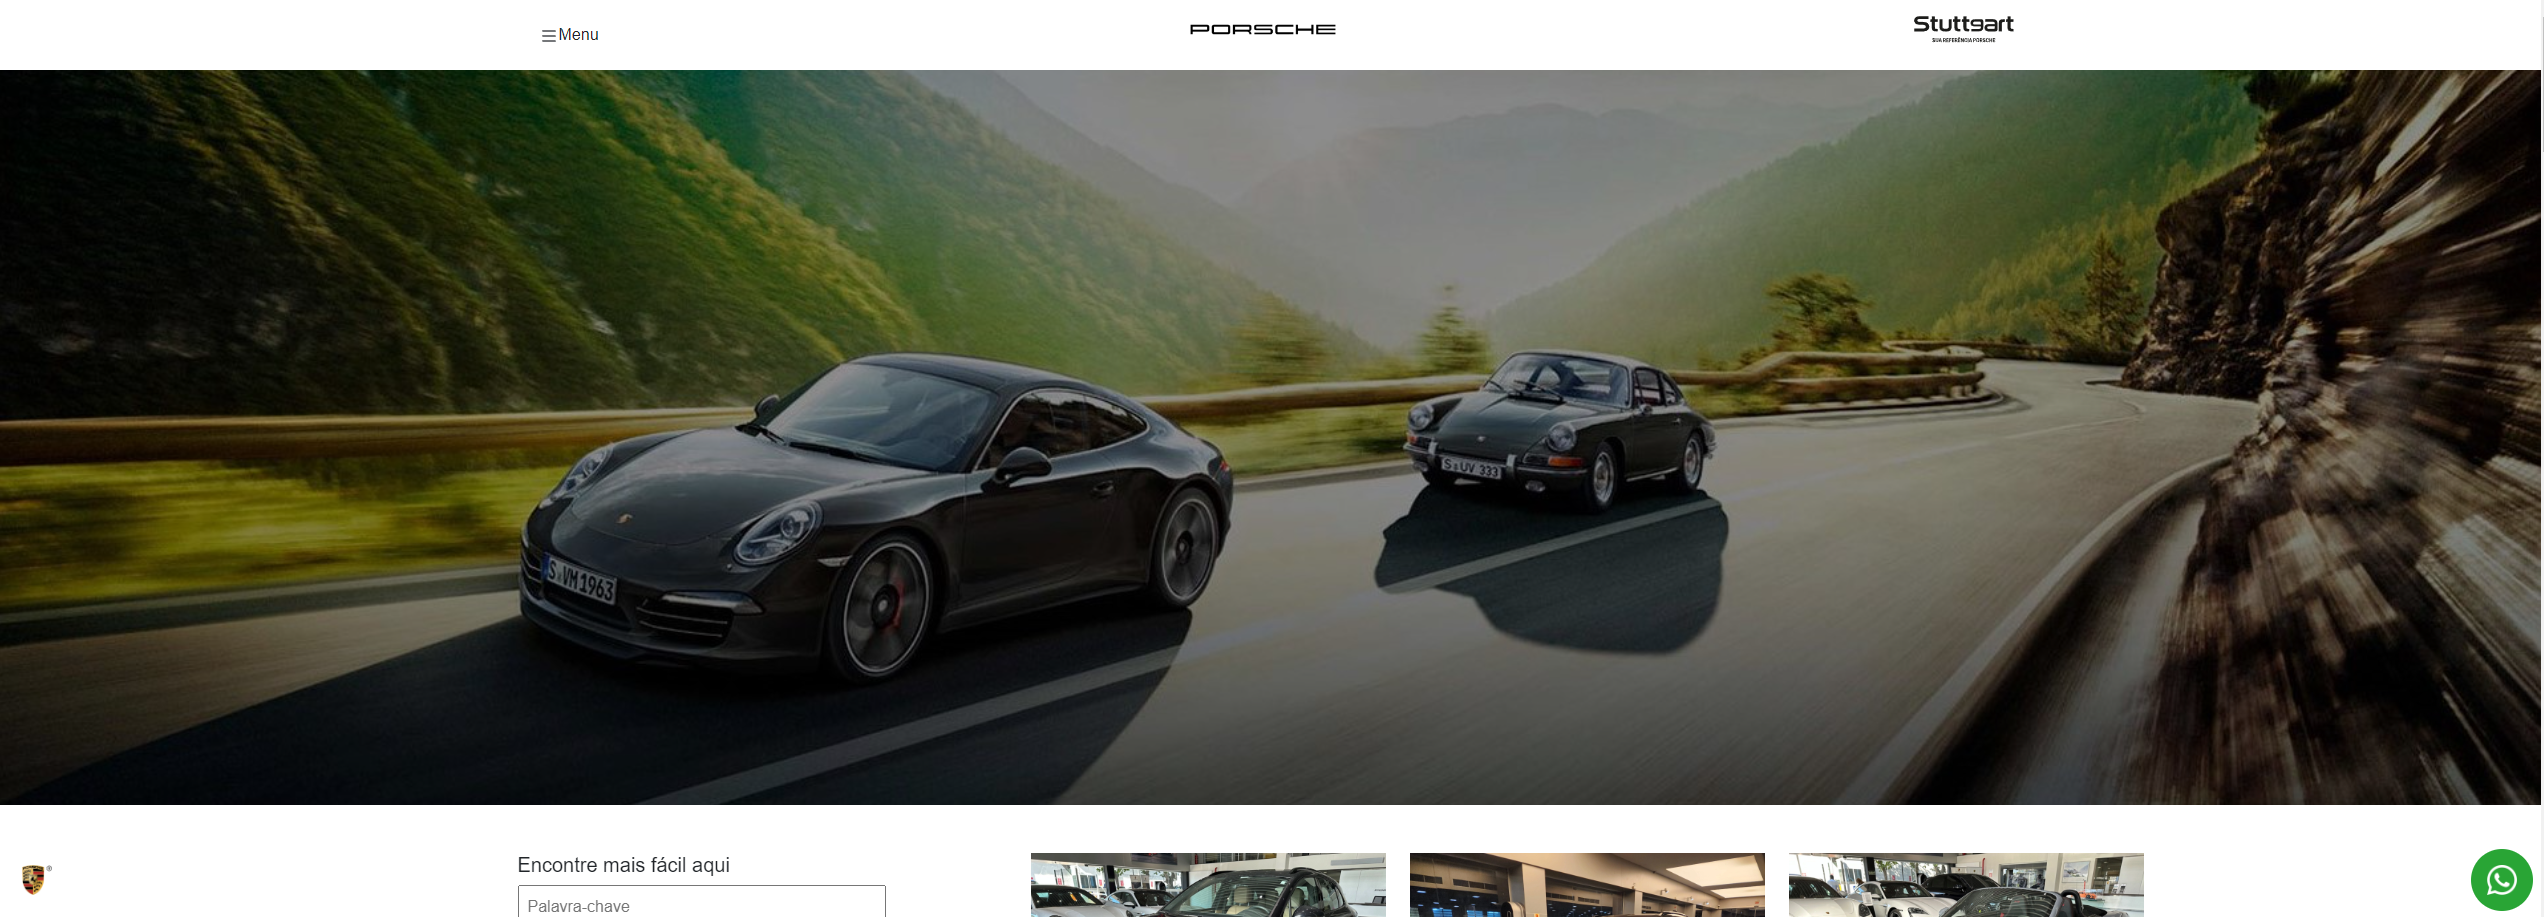 Menu
PORSCHE
Stuttgart
SUA REFERÊNCIA PORSCHE
S UV 333
S VM 1963
Encontre mais fácil aqui
Palavra-chave